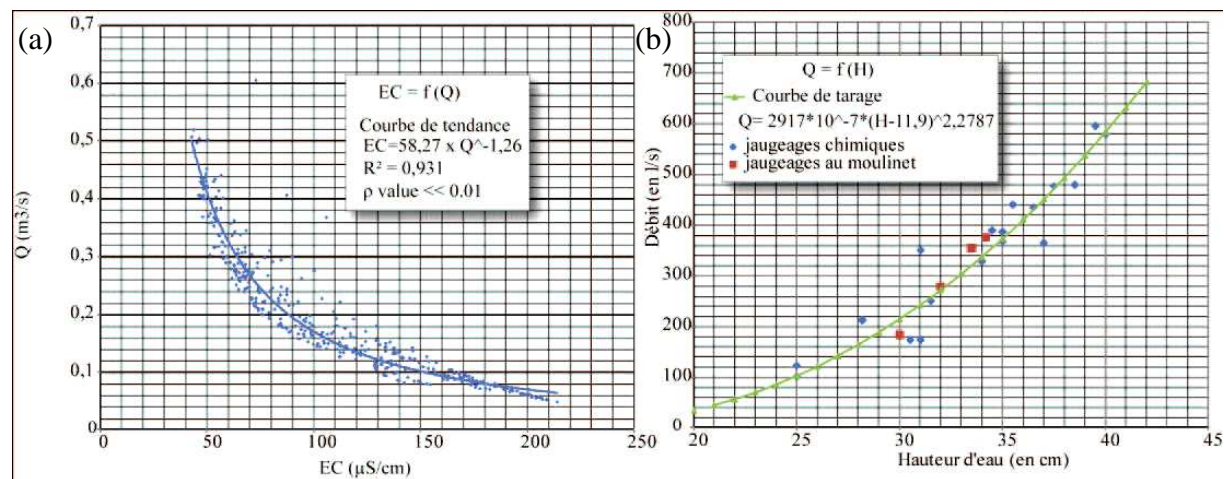 (a)
Q (m3/s)
0,7
0,6
0,5
0,4
0,3
0,2
0,1
0
0 50 100 150 200 250
EC (µS/cm)
EC = f (Q)
Courbe de tendance
EC=58,27 x Q^-1,26
R² = 0,931
ρ value << 0.01
(b)
Débit (en l/s)
800
700
600
500
400
300
200
100
0
20 25 30 35 40 45
Hauteur d'eau (en cm)
Q = f (H)
Courbe de tarage
Q= 2917*10^-7*(H-11,9)^2,2787
jaugeages chimiques
jaugeages au moulinet